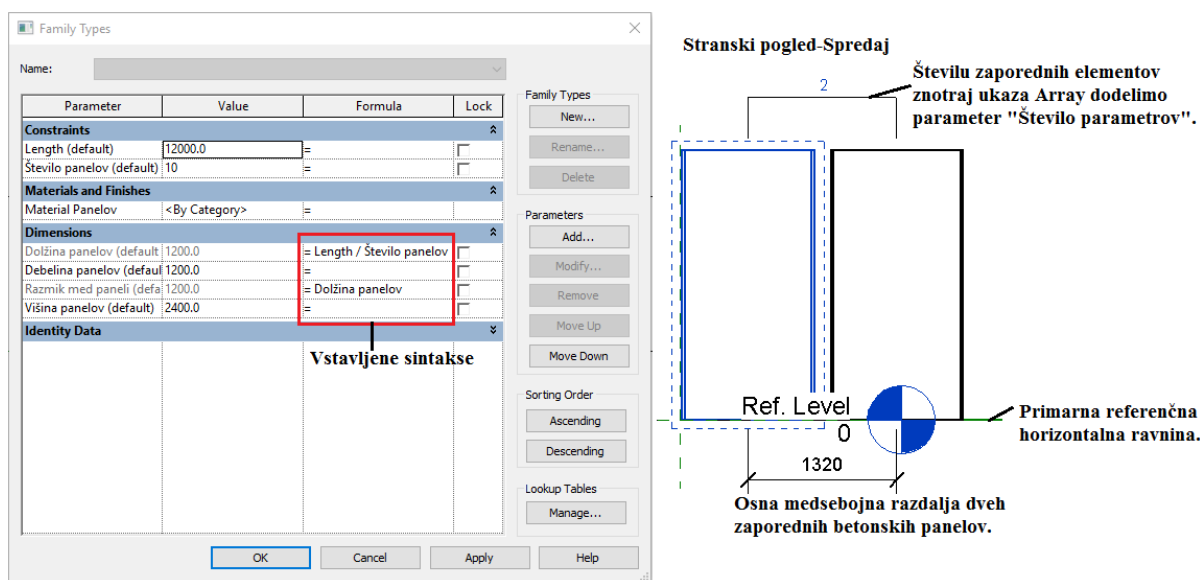 Family Types
Name:
Parameter Value Formula Lock
Constraints
Length (default) 12000.0 =
Število panelov (default) 10 =
Materials and Finishes
Material Panelov <By Category> =
Dimensions
Dolžina panelov (default 1200.0 = Length / Število panelov
Debelina panelov (defaul 1200.0 =
Razmik med paneli (defa 1200.0 = Dolžina panelov
Višina panelov (default) 2400.0 =
Identity Data
Vstavljene sintakse
Family Types
New...
Rename...
Delete
Parameters
Add...
Modify...
Remove
Move Up
Move Down
Sorting Order
Ascending
Descending
Lookup Tables
Manage...
OK Cancel Apply Help
Stranski pogled-Spredaj
2
Številu zaporednih elementov
znotraj ukaza Array dodelimo
parameter "Število parametrov".
Ref. Level
0
Primarna referenčna
horizontalna ravnina.
1320
Osna medsebojna razdalja dveh
zaporednih betonskih panelov.